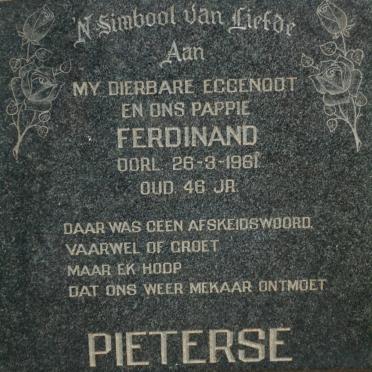 'N Simbool van Liefde
Aan
MY DIERBARE EGGENOOT
EN ONS PAPPIE
FERDINAND
OORL. 26-3-1961
OUD 46 JR.
DAAR WAS GEEN AFSKEIDSWOORD,
VAARWEL OF GROET
MAAR EK HOOP
DAT ONS WEER MEKAAR ONTMOET
PIETERSE